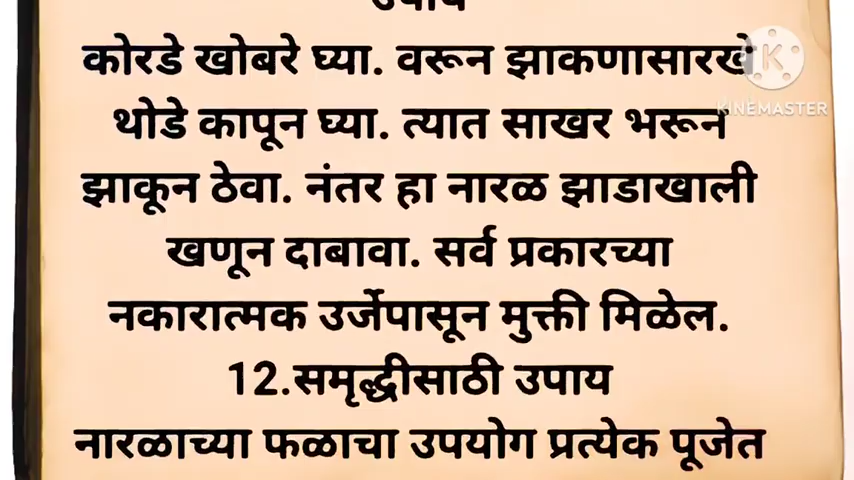 उपाय
कोरडे खोबरे घ्या. वरून झाकणासारखे
थोडे कापून घ्या. त्यात साखर भरून
झाकून ठेवा. नंतर हा नारळ झाडाखाली
खणून दाबावा. सर्व प्रकारच्या
नकारात्मक उर्जेपासून मुक्ती मिळेल.
12.समृद्धीसाठी उपाय
नारळाच्या फळाचा उपयोग प्रत्येक पूजेत
K
KINEMASTER